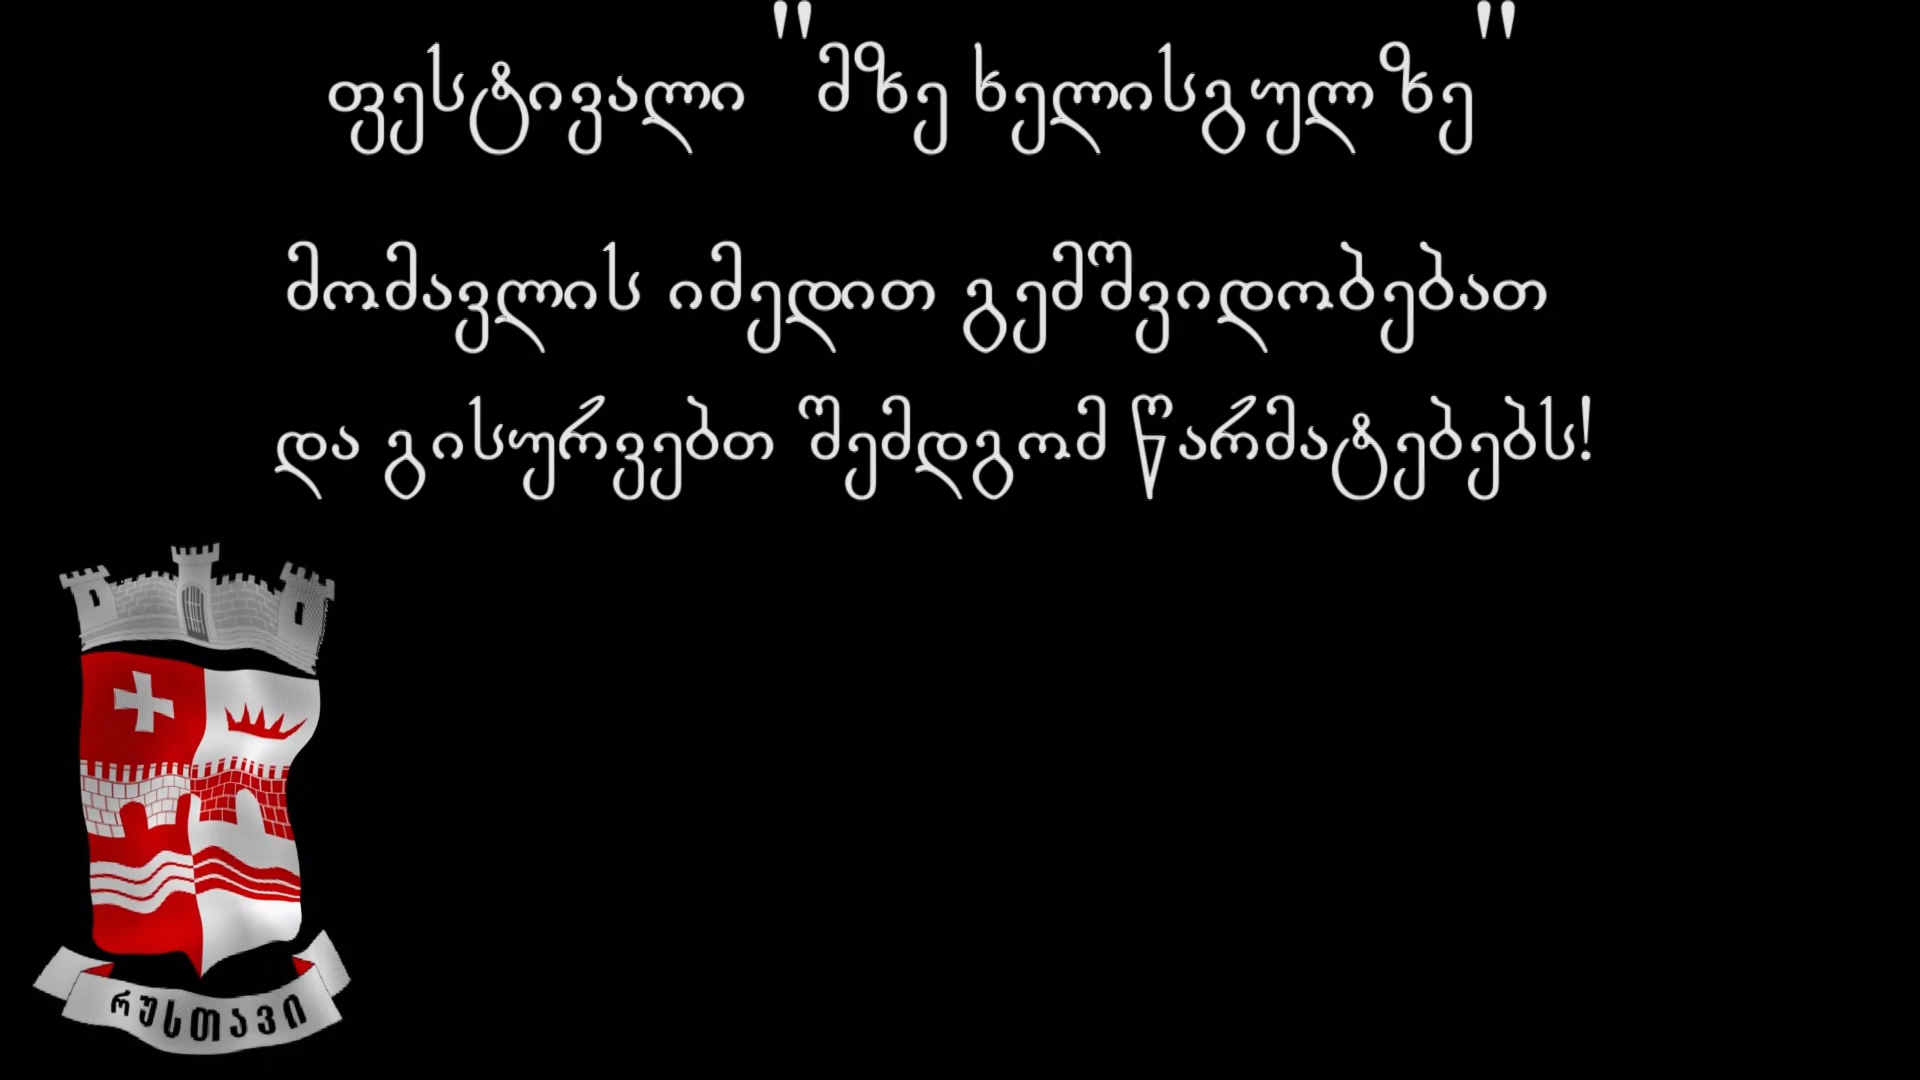 ფესტივალი "მზე ხელისგულზე"
მომავლის იმედით გემშვიდობებათ
და გისურვებთ შემდგომ წარმატებებს!
რუსთავი